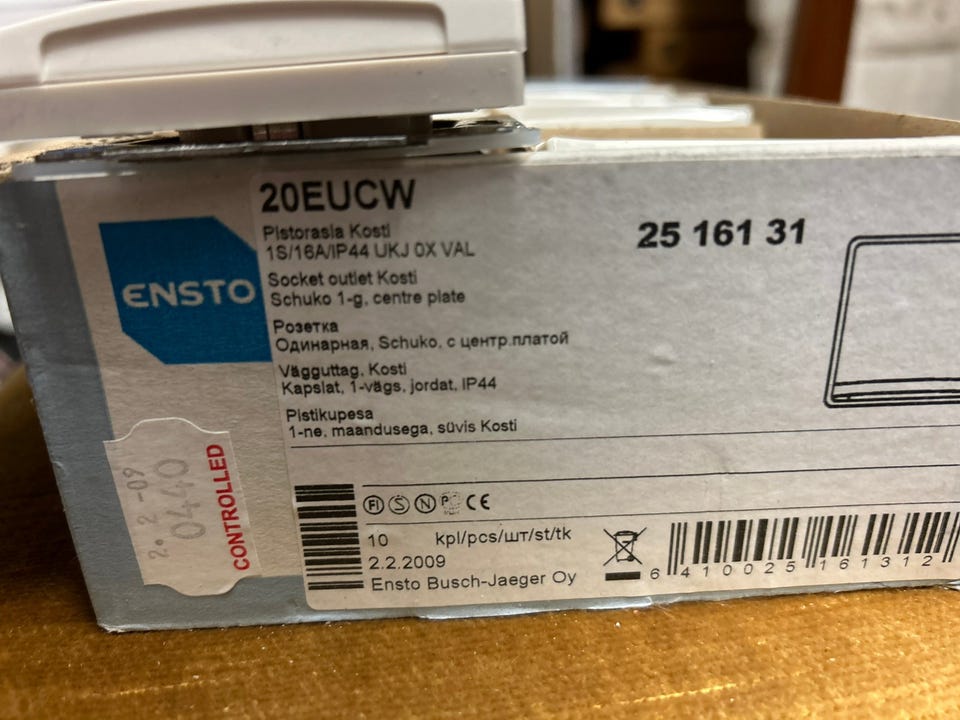 20EUCW
Pistorasia Kosti
1S/16A/IP44 UKJ 0X VAL
25 161 31
ENSTO
Socket outlet Kosti
Schuko 1-g, centre plate
Розетка
Одинарная, Schuko, с центр.платой
Vägguttag, Kosti
Kapslat, 1-vägs, jordat, IP44
Pistikupesa
1-ne, maandusega, süvis Kosti
2. 2 -09
0440
CONTROLLED
FI S N CE
10 kpl/pcs/шт/st/tk
2.2.2009
Ensto Busch-Jaeger Oy
6 410025 161312